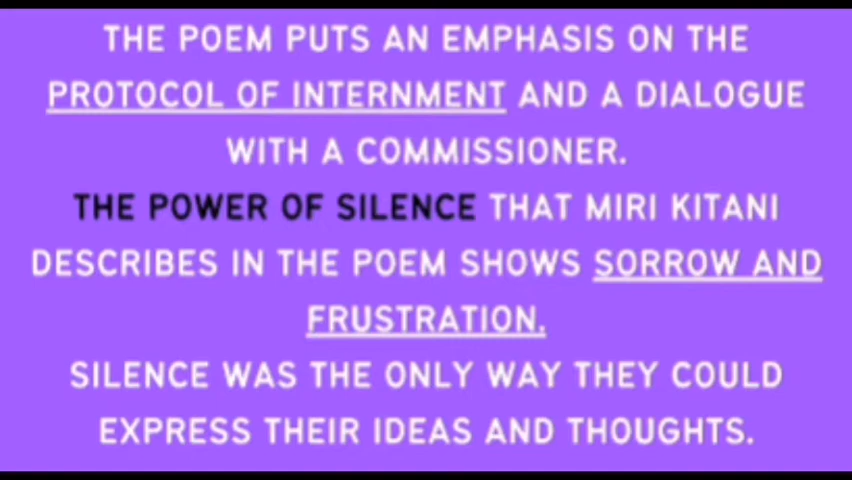 THE POEM PUTS AN EMPHASIS ON THE
PROTOCOL OF INTERNMENT AND A DIALOGUE
WITH A COMMISSIONER.
THE POWER OF SILENCE THAT MIRI KITANI
DESCRIBES IN THE POEM SHOWS SORROW AND
FRUSTRATION.
SILENCE WAS THE ONLY WAY THEY COULD
EXPRESS THEIR IDEAS AND THOUGHTS.